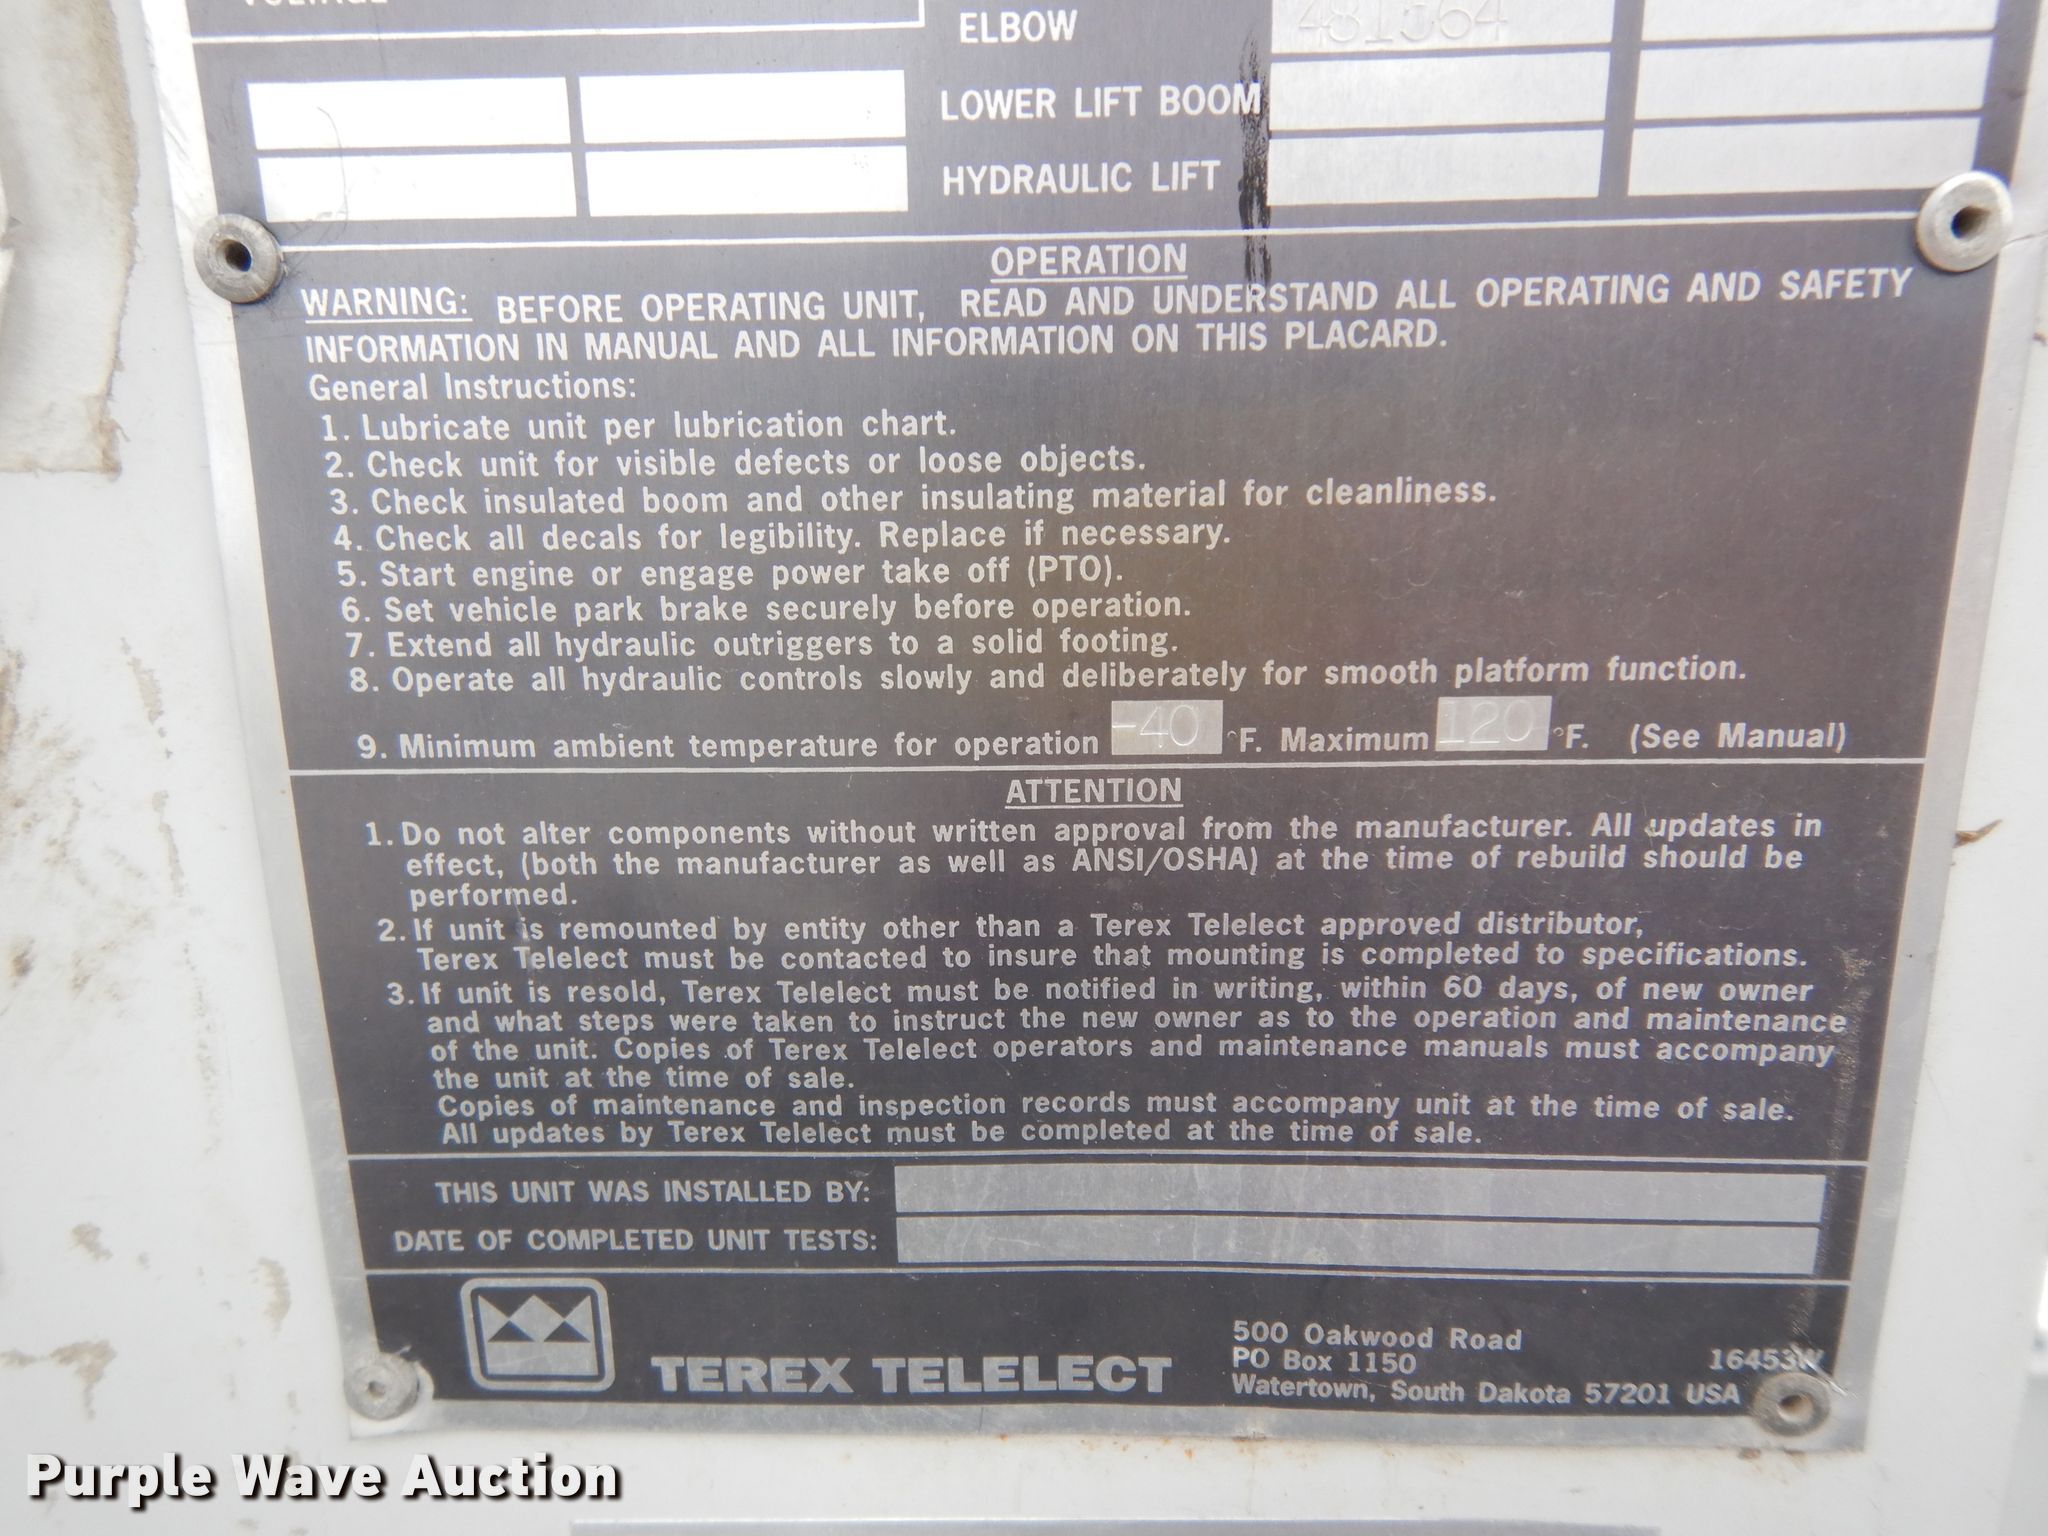 VOLTAGE
ELBOW 481564
LOWER LIFT BOOM
HYDRAULIC LIFT
OPERATION
WARNING: BEFORE OPERATING UNIT, READ AND UNDERSTAND ALL OPERATING AND SAFETY
INFORMATION IN MANUAL AND ALL INFORMATION ON THIS PLACARD.
General Instructions:
1. Lubricate unit per lubrication chart.
2. Check unit for visible defects or loose objects.
3. Check insulated boom and other insulating material for cleanliness.
4. Check all decals for legibility. Replace if necessary.
5. Start engine or engage power take off (PTO).
6. Set vehicle park brake securely before operation.
7. Extend all hydraulic outriggers to a solid footing.
8. Operate all hydraulic controls slowly and deliberately for smooth platform function.
9. Minimum ambient temperature for operation -40 °F. Maximum 120 °F. (See Manual)
ATTENTION
1. Do not alter components without written approval from the manufacturer. All updates in
effect, (both the manufacturer as well as ANSI/OSHA) at the time of rebuild should be
performed.
2. If unit is remounted by entity other than a Terex Telelect approved distributor,
Terex Telelect must be contacted to insure that mounting is completed to specifications.
3. If unit is resold, Terex Telelect must be notified in writing, within 60 days, of new owner
and what steps were taken to instruct the new owner as to the operation and maintenance
of the unit. Copies of Terex Telelect operators and maintenance manuals must accompany
the unit at the time of sale.
Copies of maintenance and inspection records must accompany unit at the time of sale.
All updates by Terex Telelect must be completed at the time of sale.
THIS UNIT WAS INSTALLED BY:
DATE OF COMPLETED UNIT TESTS:
TEREX TELELECT
500 Oakwood Road
PO Box 1150
Watertown, South Dakota 57201 USA
16453W
Purple Wave Auction